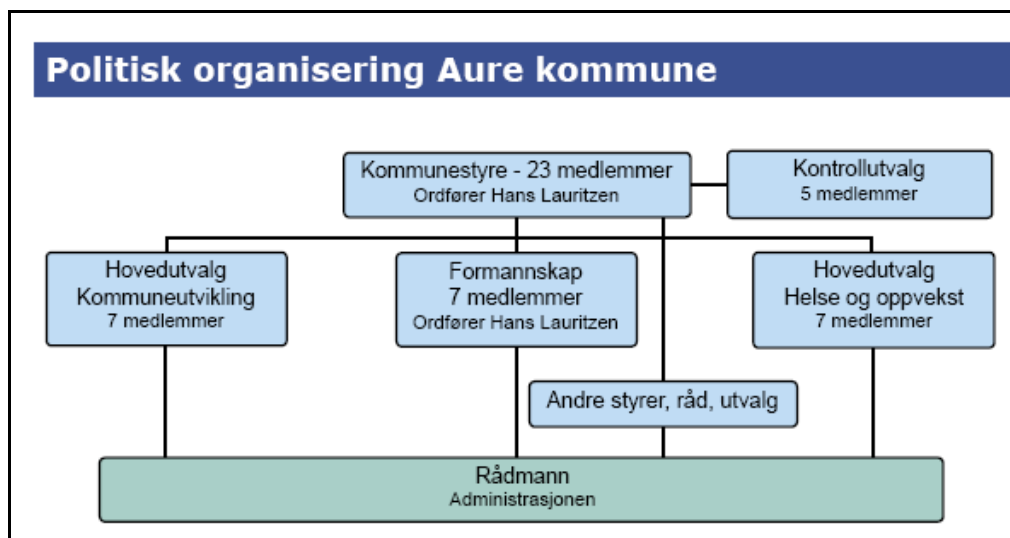 Politisk organisering Aure kommune
Kommunestyre - 23 medlemmer
Ordfører Hans Lauritzen
Kontrollutvalg
5 medlemmer
Hovedutvalg
Kommuneutvikling
7 medlemmer
Formannskap
7 medlemmer
Ordfører Hans Lauritzen
Hovedutvalg
Helse og oppvekst
7 medlemmer
Andre styrer, råd, utvalg
Rådmann
Administrasjonen